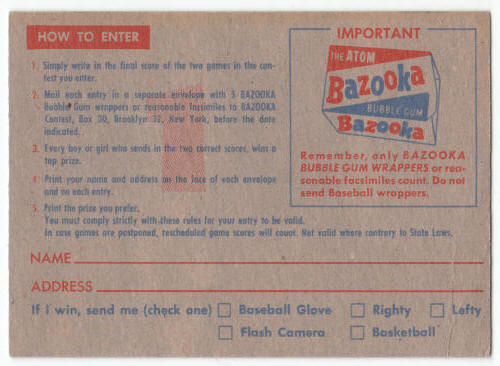 HOW TO ENTER
1. Simply write in the final score of the two games in the con-
test you enter.
2. Mail each entry in a separate envelope with 5 BAZOOKA
Bubble Gum wrappers or reasonable facsimiles to BAZOOKA
Contest, Box 30, Brooklyn 32, New York, before the date
indicated.
3. Every boy or girl who sends in the two correct scores, wins a
top prize.
4. Print your name and address on the face of each envelope
and on each entry.
5. Print the prize you prefer.
You must comply strictly with these rules for your entry to be valid.
In case games are postponed, rescheduled game scores will count. Not valid where contrary to State Laws.
IMPORTANT
THE ATOM
Bazooka
BUBBLE GUM
Bazooka
Remember, only BAZOOKA
BUBBLE GUM WRAPPERS or rea-
sonable facsimiles count. Do not
send Baseball wrappers.
NAME
ADDRESS
If I win, send me (check one) Baseball Glove Righty Lefty
Flash Camera Basketball